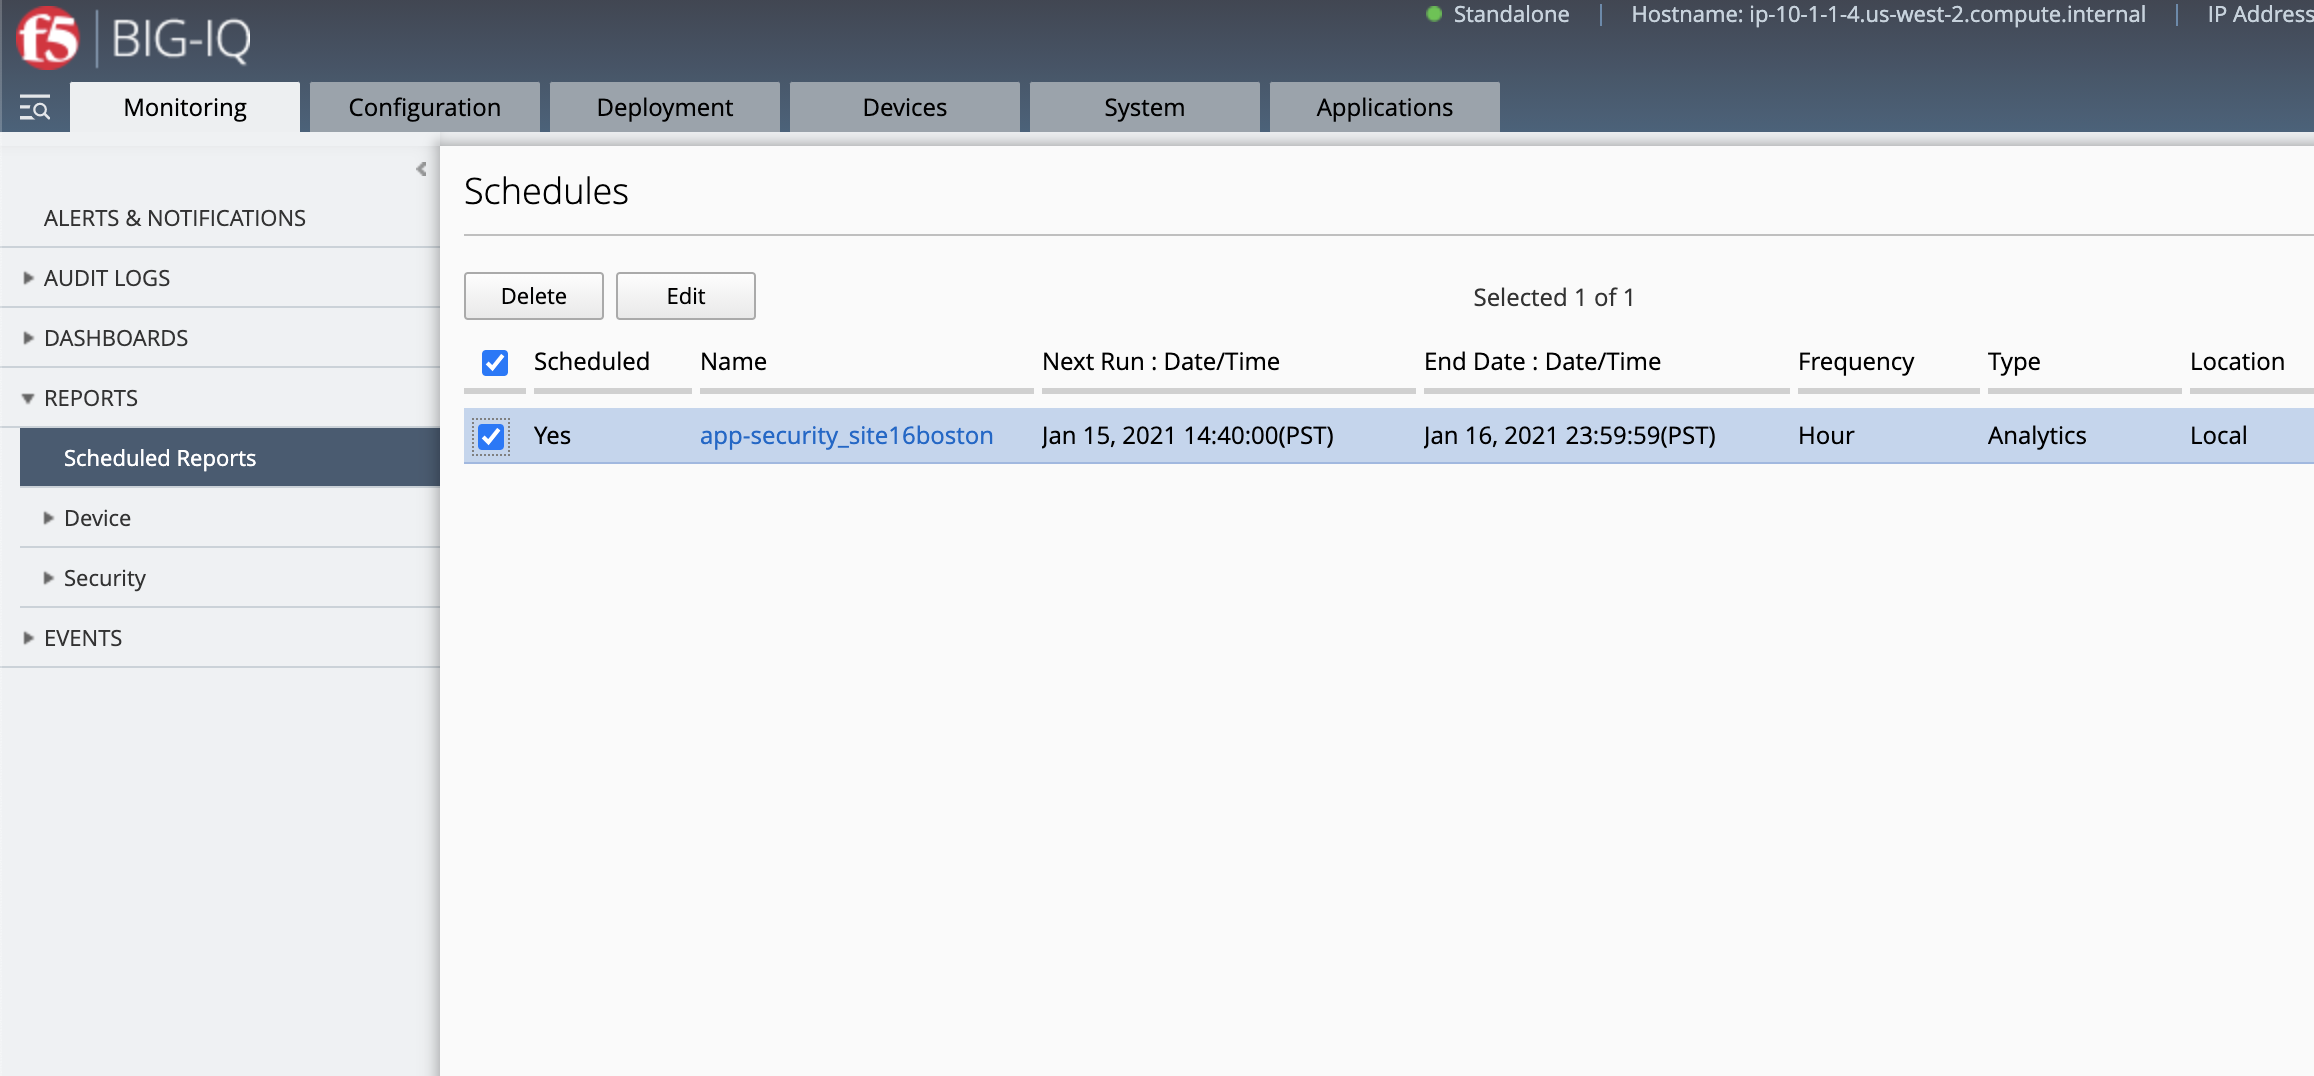 f5 BIG-IQ
Standalone | Hostname: ip-10-1-1-4.us-west-2.compute.internal | IP Address
Monitoring Configuration Deployment Devices System Applications
ALERTS & NOTIFICATIONS
AUDIT LOGS
DASHBOARDS
REPORTS
Scheduled Reports
Device
Security
EVENTS
Schedules
Delete Edit Selected 1 of 1
Scheduled Name Next Run : Date/Time End Date : Date/Time Frequency Type Location
Yes app-security_site16boston Jan 15, 2021 14:40:00(PST) Jan 16, 2021 23:59:59(PST) Hour Analytics Local